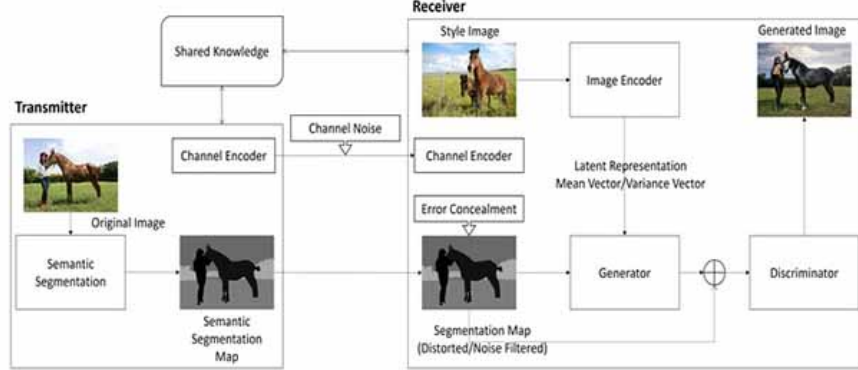 Receiver
Style Image
Generated Image
Shared Knowledge
Image Encoder
Transmitter
Channel Noise
Channel Encoder
Channel Encoder
Latent Representation
Mean Vector/Variance Vector
Error Concealment
Original Image
Semantic
Segmentation
Generator
Discriminator
Semantic
Segmentation
Map
Segmentation Map
(Distorted/Noise Filtered)